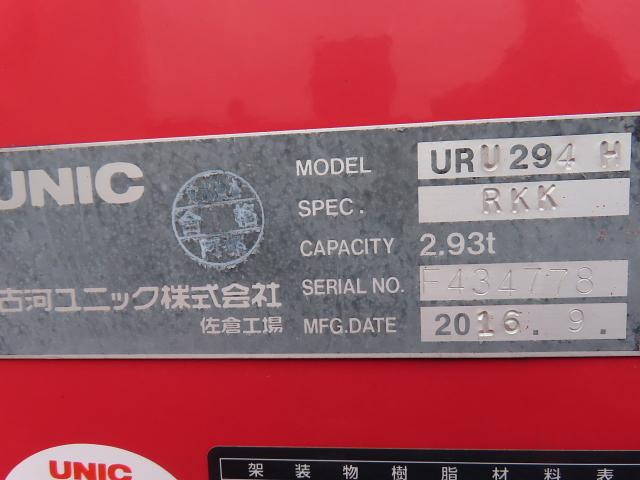 UNIC
MODEL URU294 H
SPEC. RKK
CAPACITY 2.93t
SERIAL NO. F434778
古河ユニック株式会社
佐倉工場
MFG.DATE 2016. 9.
UNIC
架装物樹脂材料表